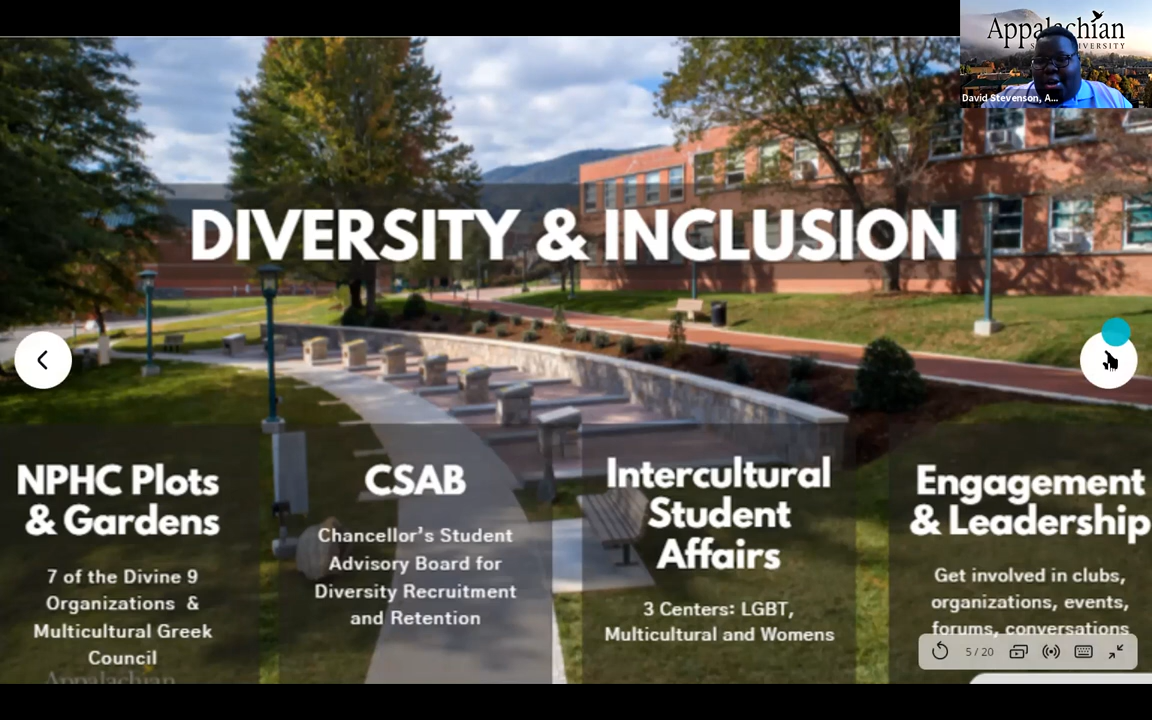 Appalachian
David Stevenson, A...
DIVERSITY & INCLUSION
NPHC Plots
& Gardens
7 of the Divine 9
Organizations &
Multicultural Greek
Council
CSAB
Chancellor's Student
Advisory Board for
Diversity Recruitment
and Retention
Intercultural
Student
Affairs
3 Centers: LGBT,
Multicultural and Womens
Engagement
& Leadership
Get involved in clubs,
organizations, events,
forums, conversations
5 / 20
Appalachian